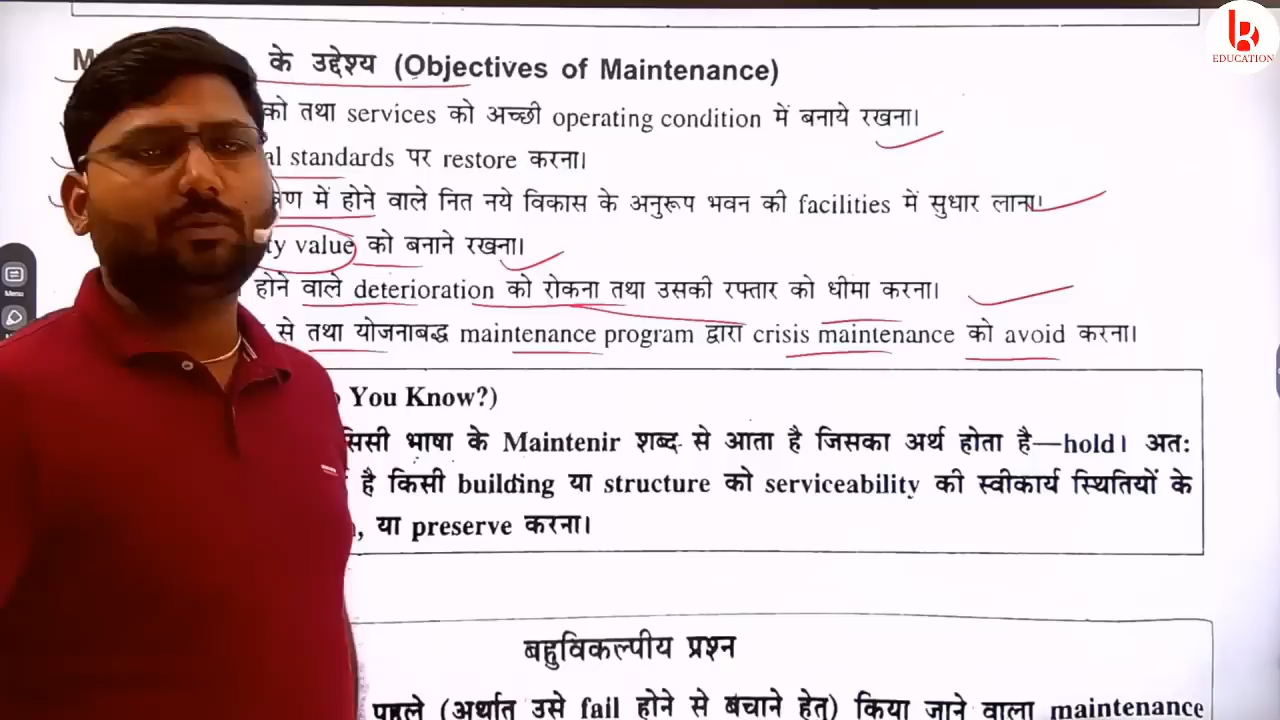 EDUCATION
के उद्देश्य (Objectives of Maintenance)
को तथा services को अच्छी operating condition में बनाये रखना।
al standards पर restore करना।
में होने वाले नित नये विकास के अनुरूप भवन की facilities में सुधार लाना।
ty value को बनाने रखना।
होने वाले deterioration को रोकना तथा उसकी रफ्तार को धीमा करना।
से तथा योजनाबद्ध maintenance program द्वारा crisis maintenance को avoid करना।
You Know?)
सिसी भाषा के Maintenir शब्द से आता है जिसका अर्थ होता है—hold। अतः
है किसी building या structure को serviceability की स्वीकार्य स्थितियों के
, या preserve करना।
बहुविकल्पीय प्रश्न
पहले (अर्थात उसे fail होने से बचाने हेतु) किया जाने वाला maintenance
Menu